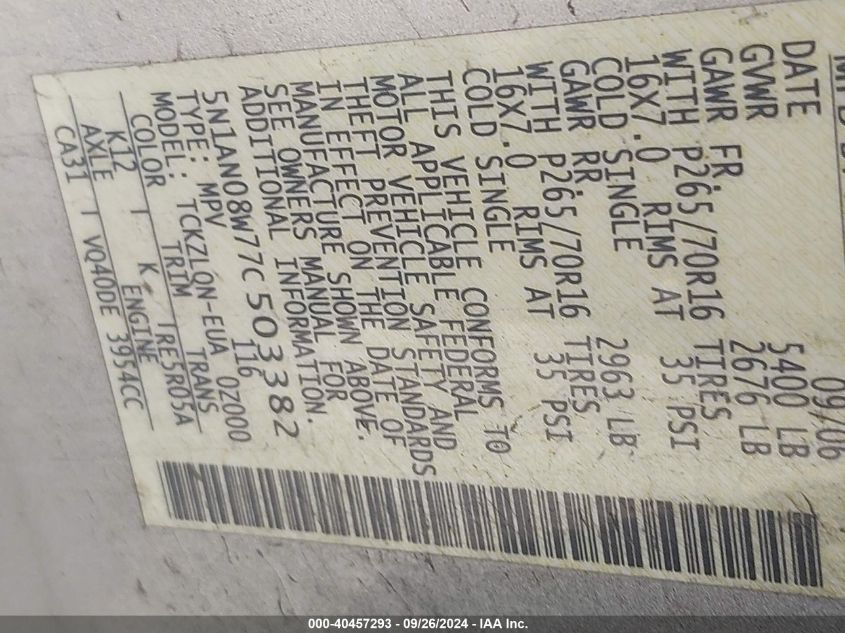 DATE 09/06
GVWR 5400 LB
GAWR FR. 2676 LB
WITH P265/70R16 TIRES
16X7.0 RIMS AT 35 PSI
COLD SINGLE
GAWR RR. 2963 LB
WITH P265/70R16 TIRES
16X7.0 RIMS AT 35 PSI
COLD SINGLE
THIS VEHICLE CONFORMS TO
ALL APPLICABLE FEDERAL
MOTOR VEHICLE SAFETY AND
THEFT PREVENTION STANDARDS
IN EFFECT ON THE DATE OF
MANUFACTURE SHOWN ABOVE.
SEE OWNERS MANUAL FOR
ADDITIONAL INFORMATION.
5N1AN08W77C503382
TYPE: MPV 116
MODEL: TCKZLQN-EUA 0Z000
COLOR TRIM TRANS
K12 K RE5R05A
AXLE ENGINE
CA31 VQ40DE 3954CC
000-40457293 - 09/26/2024 - IAA Inc.